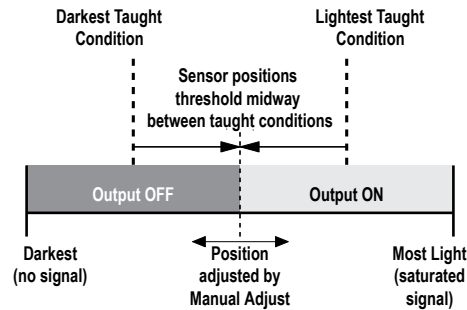 Darkest Taught
Condition
Lightest Taught
Condition
Sensor positions
threshold midway
between taught conditions
Output OFF
Output ON
Darkest
(no signal)
Position
adjusted by
Manual Adjust
Most Light
(saturated
signal)